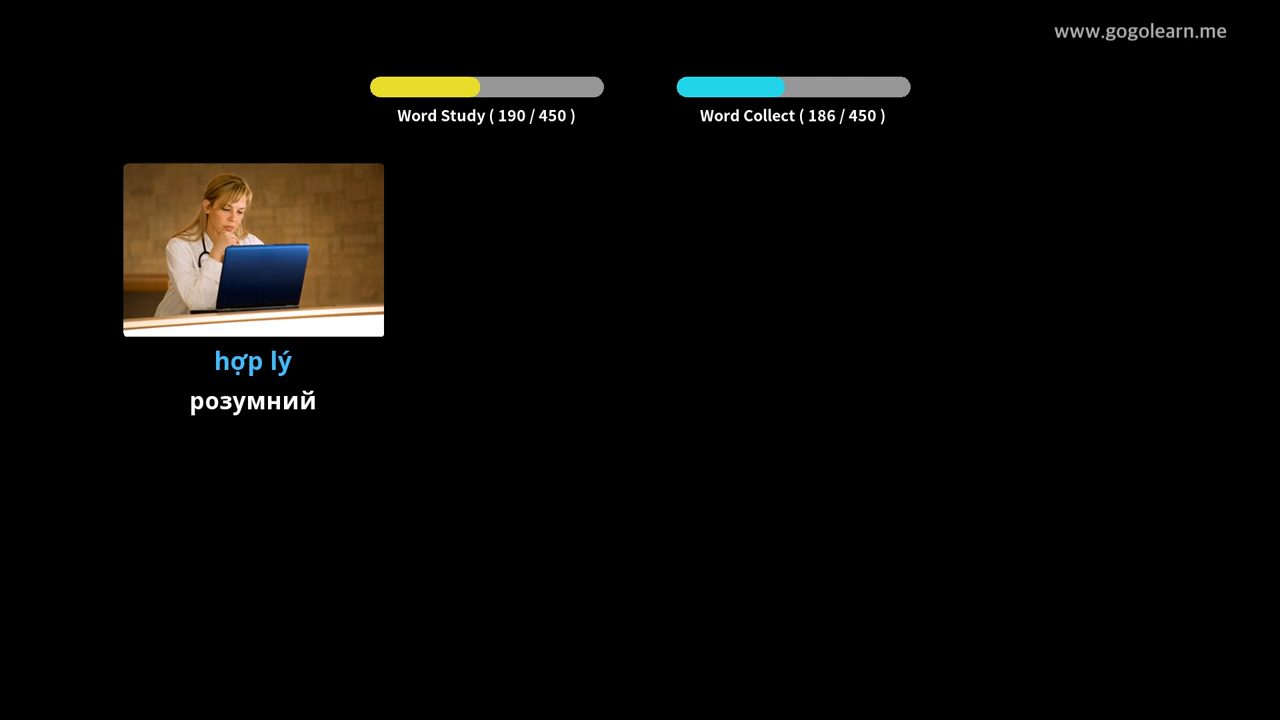 www.gogolearn.me
Word Study ( 190 / 450 )
Word Collect ( 186 / 450 )
hợp lý
розумний